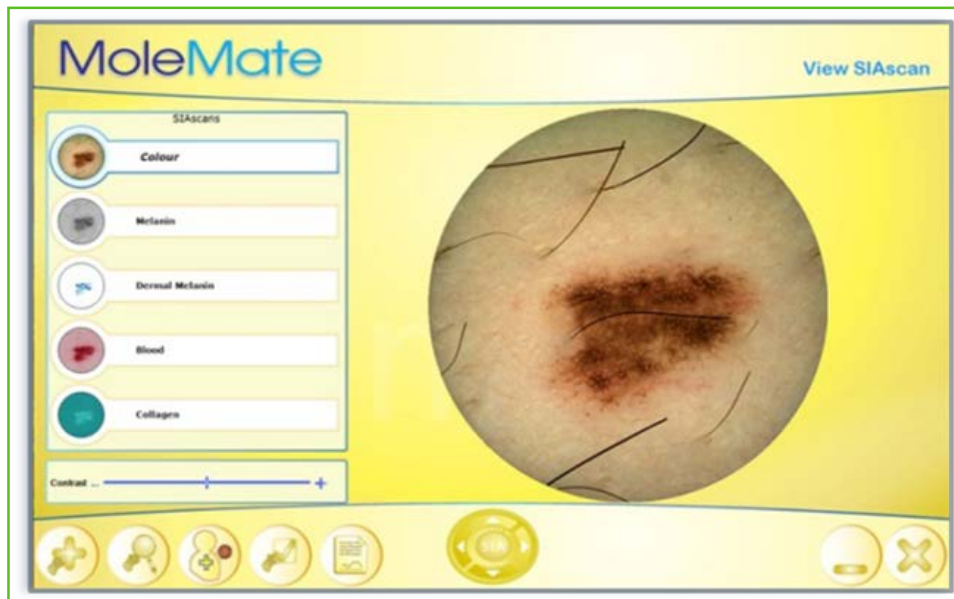 MoleMate
View SIAscan
SIAscans
Colour
Melanin
Dermal Melanin
Blood
Collagen
Contrast ...
SIA